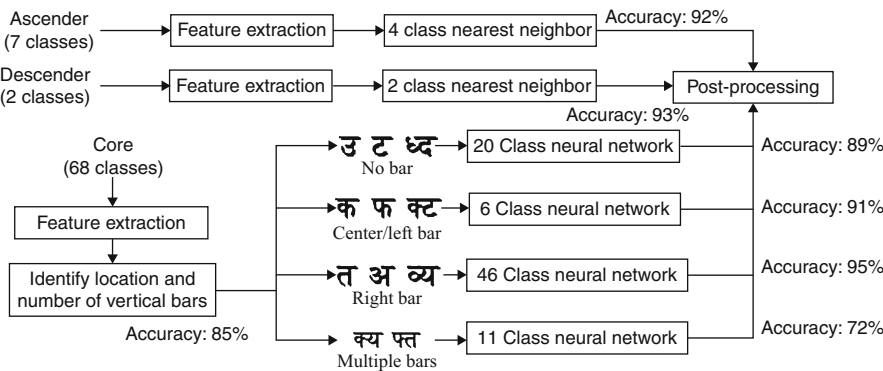 Ascender
(7 classes)
Feature extraction
4 class nearest neighbor
Accuracy: 92%
Descender
(2 classes)
Feature extraction
2 class nearest neighbor
Post-processing
Accuracy: 93%
Core
(68 classes)
उ ट ध्द
No bar
20 Class neural network
Accuracy: 89%
Feature extraction
क फ क्ट
Center/left bar
6 Class neural network
Accuracy: 91%
Identify location and
number of vertical bars
Accuracy: 85%
त अ व्य
Right bar
46 Class neural network
Accuracy: 95%
क्य फ्त
Multiple bars
11 Class neural network
Accuracy: 72%